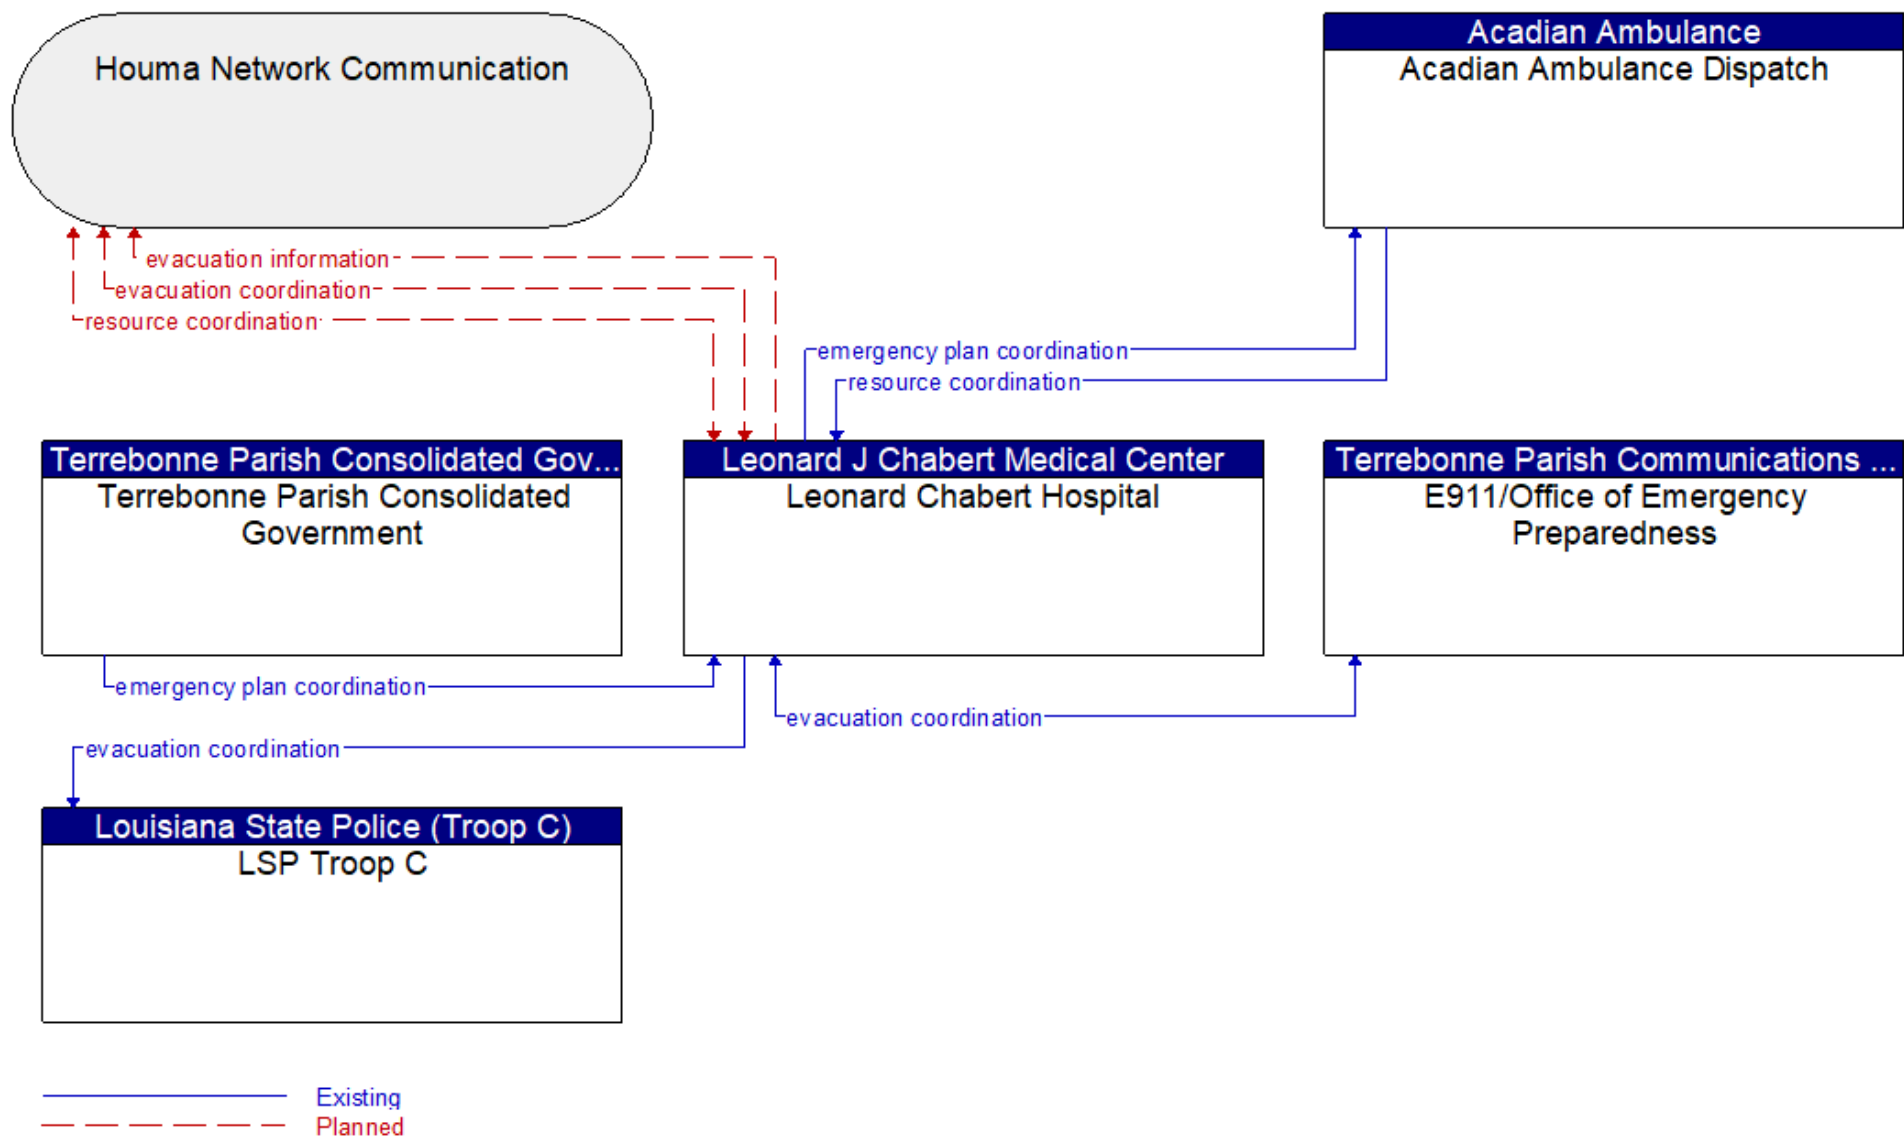 Houma Network Communication
Acadian Ambulance
Acadian Ambulance Dispatch
evacuation information
evacuation coordination
resource coordination
emergency plan coordination
resource coordination
Terrebonne Parish Consolidated Gov...
Terrebonne Parish Consolidated
Government
Leonard J Chabert Medical Center
Leonard Chabert Hospital
Terrebonne Parish Communications ...
E911/Office of Emergency
Preparedness
emergency plan coordination
evacuation coordination
evacuation coordination
Louisiana State Police (Troop C)
LSP Troop C
Existing
Planned